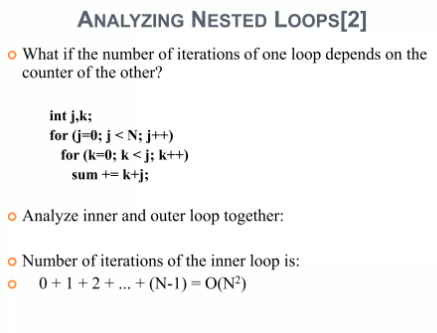 ANALYZING NESTED LOOPS[2]
What if the number of iterations of one loop depends on the
counter of the other?
int j,k;
for (j=0; j < N; j++)
for (k=0; k < j; k++)
sum += k+j;
Analyze inner and outer loop together:
Number of iterations of the inner loop is:
0 + 1 + 2 + ... + (N-1) = O(N²)